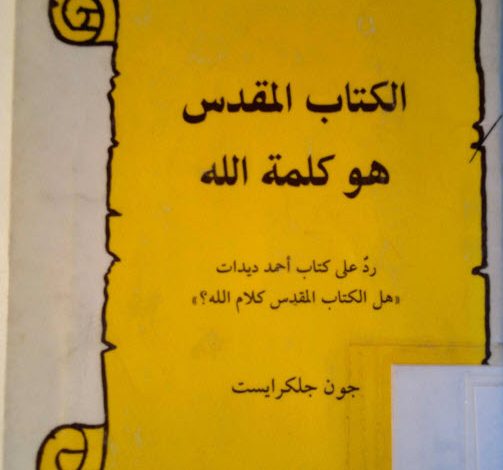 الكتاب المقدس
هو كلمة الله
ردّ على كتاب أحمد ديدات
«هل الكتاب المقدس كلام الله؟»
جون جلكرايست